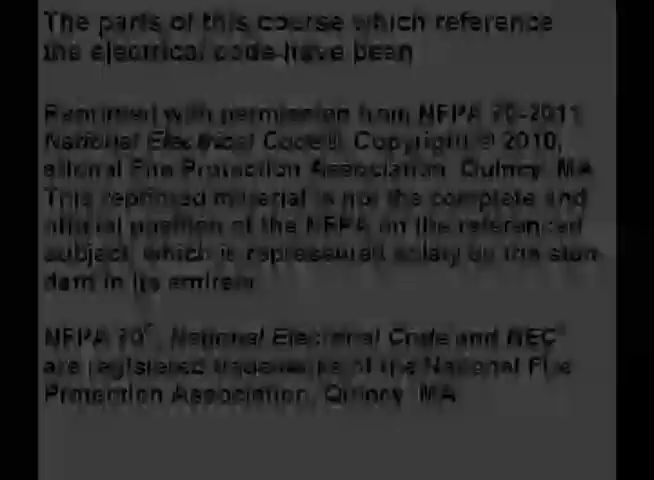 The parts of this course which reference
the electrical code have been
Reprinted with permission from NFPA 70-2011
National Electrical Code®, Copyright © 2010,
ational Fire Protection Association, Quincy, MA
This reprinted material is not the complete and
official position of the NFPA on the referenced
subject, which is represented solely by the stan-
dard in its entirety.
NFPA 70®, National Electrical Code and NEC®
are registered trademarks of the National Fire
Protection Association, Quincy, MA